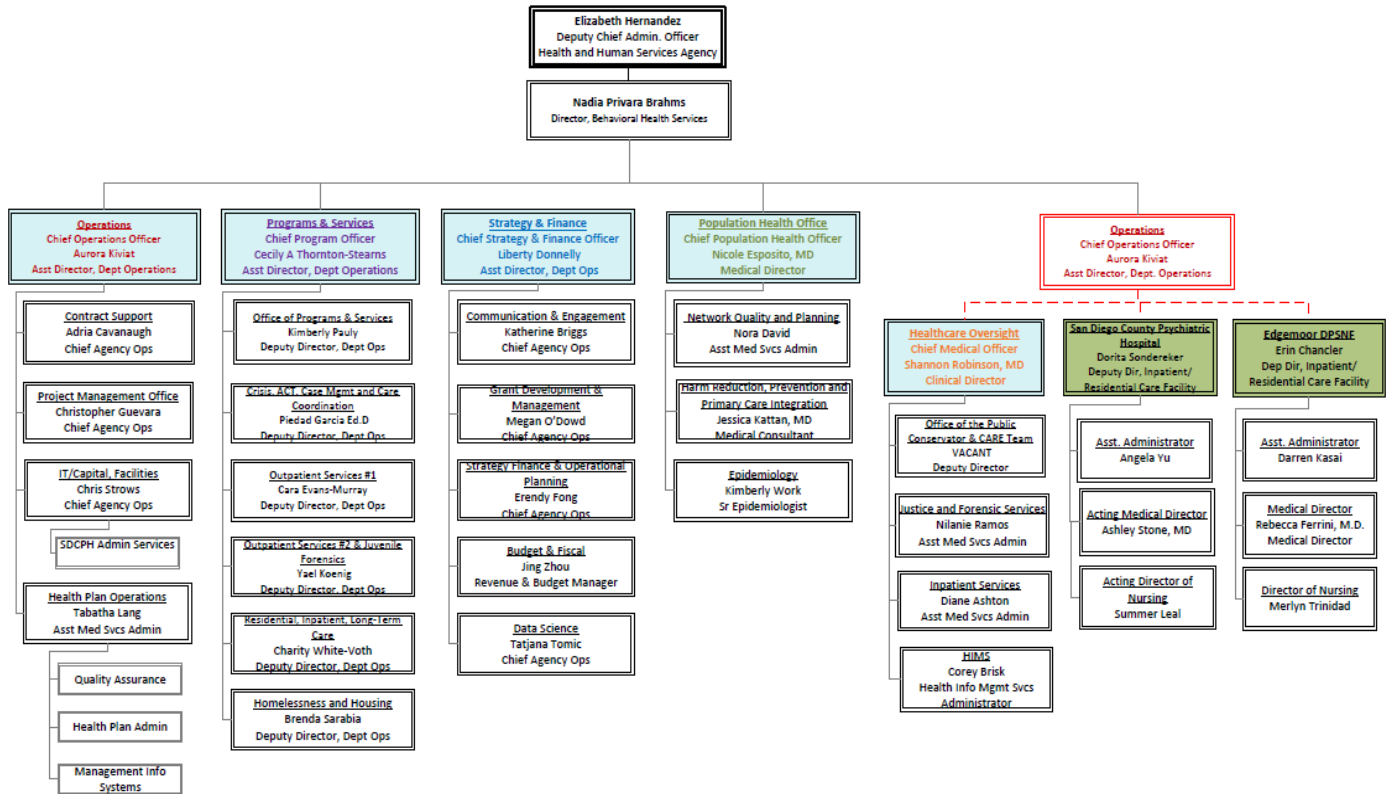 Elizabeth Hernandez
Deputy Chief Admin. Officer
Health and Human Services Agency
Nadia Privara Brahms
Director, Behavioral Health Services
Operations
Chief Operations Officer
Aurora Kiviat
Asst Director, Dept Operations
Contract Support
Adria Cavanaugh
Chief Agency Ops
Project Management Office
Christopher Guevara
Chief Agency Ops
IT/Capital, Facilities
Chris Strows
Chief Agency Ops
SDCPH Admin Services
Health Plan Operations
Tabatha Lang
Asst Med Svcs Admin
Quality Assurance
Health Plan Admin
Management Info
Systems
Programs & Services
Chief Program Officer
Cecily A Thornton-Stearns
Asst Director, Dept Operations
Office of Programs & Services
Kimberly Pauly
Deputy Director, Dept Ops
Crisis, ACT, Case Mgmt and Care
Coordination
Piedad Garcia Ed.D
Deputy Director, Dept Ops
Outpatient Services #1
Cara Evans-Murray
Deputy Director, Dept Ops
Outpatient Services #2 & Juvenile
Forensics
Yael Koenig
Deputy Director, Dept Ops
Residential, Inpatient, Long-Term
Care
Charity White-Voth
Deputy Director, Dept Ops
Homelessness and Housing
Brenda Sarabia
Deputy Director, Dept Ops
Strategy & Finance
Chief Strategy & Finance Officer
Liberty Donnelly
Asst Director, Dept Ops
Communication & Engagement
Katherine Briggs
Chief Agency Ops
Grant Development &
Management
Megan O'Dowd
Chief Agency Ops
Strategy Finance & Operational
Planning
Erendy Fong
Chief Agency Ops
Budget & Fiscal
Jing Zhou
Revenue & Budget Manager
Data Science
Tatjana Tomic
Chief Agency Ops
Population Health Office
Chief Population Health Officer
Nicole Esposito, MD
Medical Director
Network Quality and Planning
Nora David
Asst Med Svcs Admin
Harm Reduction, Prevention and
Primary Care Integration
Jessica Kattan, MD
Medical Consultant
Epidemiology
Kimberly Work
Sr Epidemiologist
Operations
Chief Operations Officer
Aurora Kiviat
Asst Director, Dept. Operations
Healthcare Oversight
Chief Medical Officer
Shannon Robinson, MD
Clinical Director
Office of the Public
Conservator & CARE Team
VACANT
Deputy Director
Justice and Forensic Services
Nilanie Ramos
Asst Med Svcs Admin
Inpatient Services
Diane Ashton
Asst Med Svcs Admin
HIMS
Corey Brisk
Health Info Mgmt Svcs
Administrator
San Diego County Psychiatric
Hospital
Dorita Sondereker
Deputy Dir, Inpatient/
Residential Care Facility
Asst. Administrator
Angela Yu
Acting Medical Director
Ashley Stone, MD
Acting Director of
Nursing
Summer Leal
Edgemoor DPSNE
Erin Chancler
Dep Dir, Inpatient/
Residential Care Facility
Asst. Administrator
Darren Kasai
Medical Director
Rebecca Ferrini, M.D.
Medical Director
Director of Nursing
Merlyn Trinidad